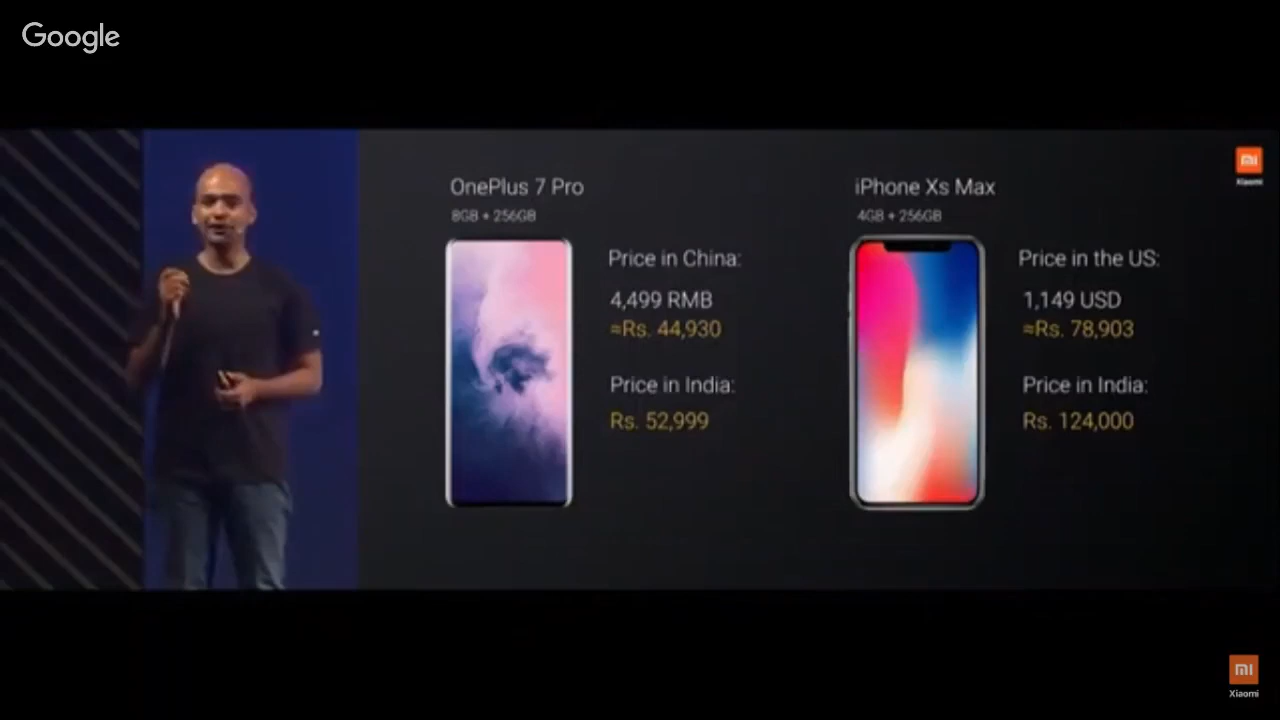 Google
mi
Xiaomi
OnePlus 7 Pro
8GB + 256GB
Price in China:
4,499 RMB
≈Rs. 44,930
Price in India:
Rs. 52,999
iPhone Xs Max
4GB + 256GB
Price in the US:
1,149 USD
≈Rs. 78,903
Price in India:
Rs. 124,000
mi
Xiaomi